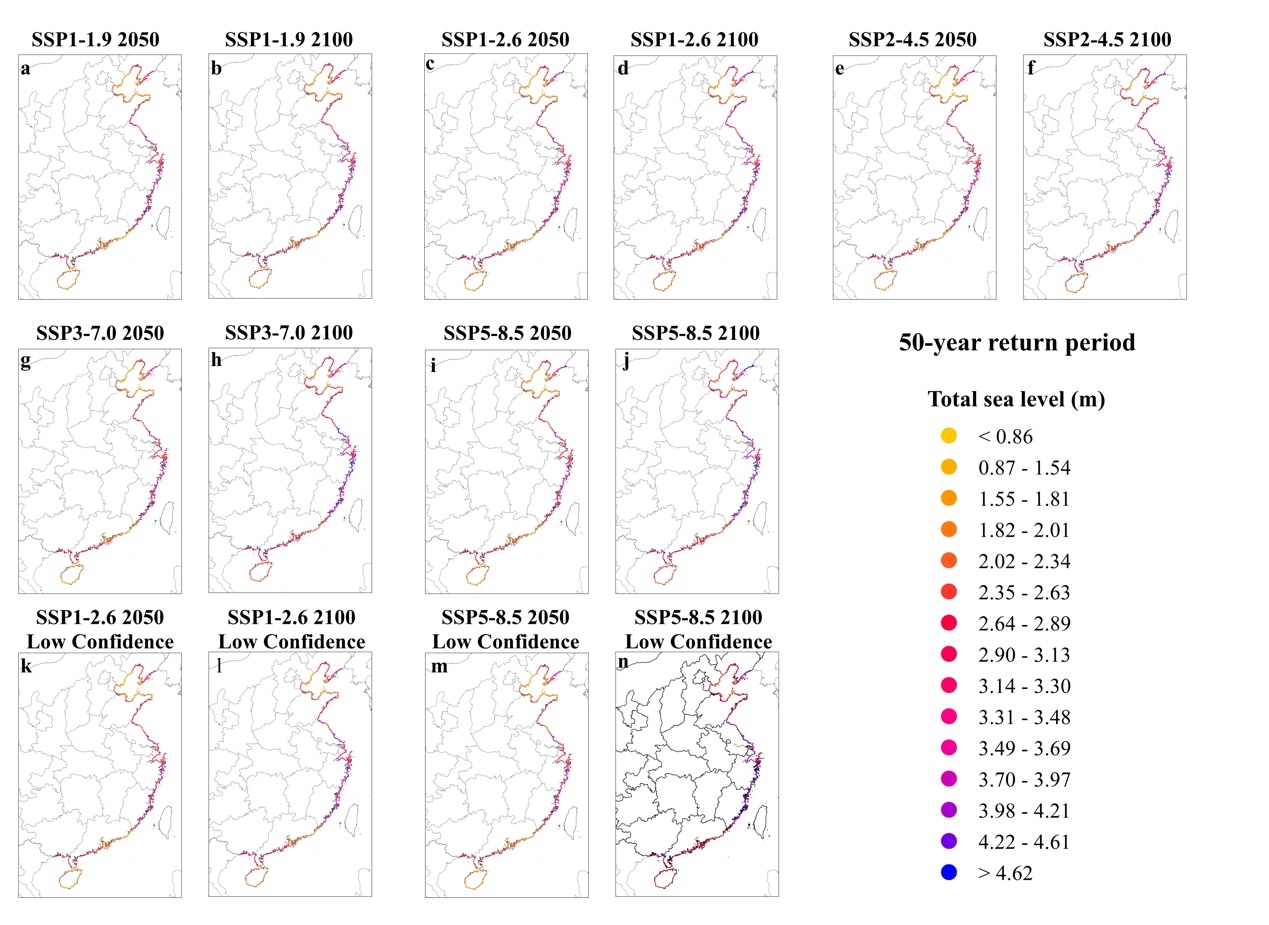 SSP1-1.9 2050
SSP1-1.9 2100
SSP1-2.6 2050
SSP1-2.6 2100
SSP2-4.5 2050
SSP2-4.5 2100
a
b
c
d
e
f
SSP3-7.0 2050
SSP3-7.0 2100
SSP5-8.5 2050
SSP5-8.5 2100
g
h
i
j
50-year return period
Total sea level (m)
< 0.86
0.87 - 1.54
1.55 - 1.81
1.82 - 2.01
2.02 - 2.34
2.35 - 2.63
2.64 - 2.89
2.90 - 3.13
3.14 - 3.30
3.31 - 3.48
3.49 - 3.69
3.70 - 3.97
3.98 - 4.21
4.22 - 4.61
> 4.62
SSP1-2.6 2050
Low Confidence
SSP1-2.6 2100
Low Confidence
SSP5-8.5 2050
Low Confidence
SSP5-8.5 2100
Low Confidence
k
l
m
n